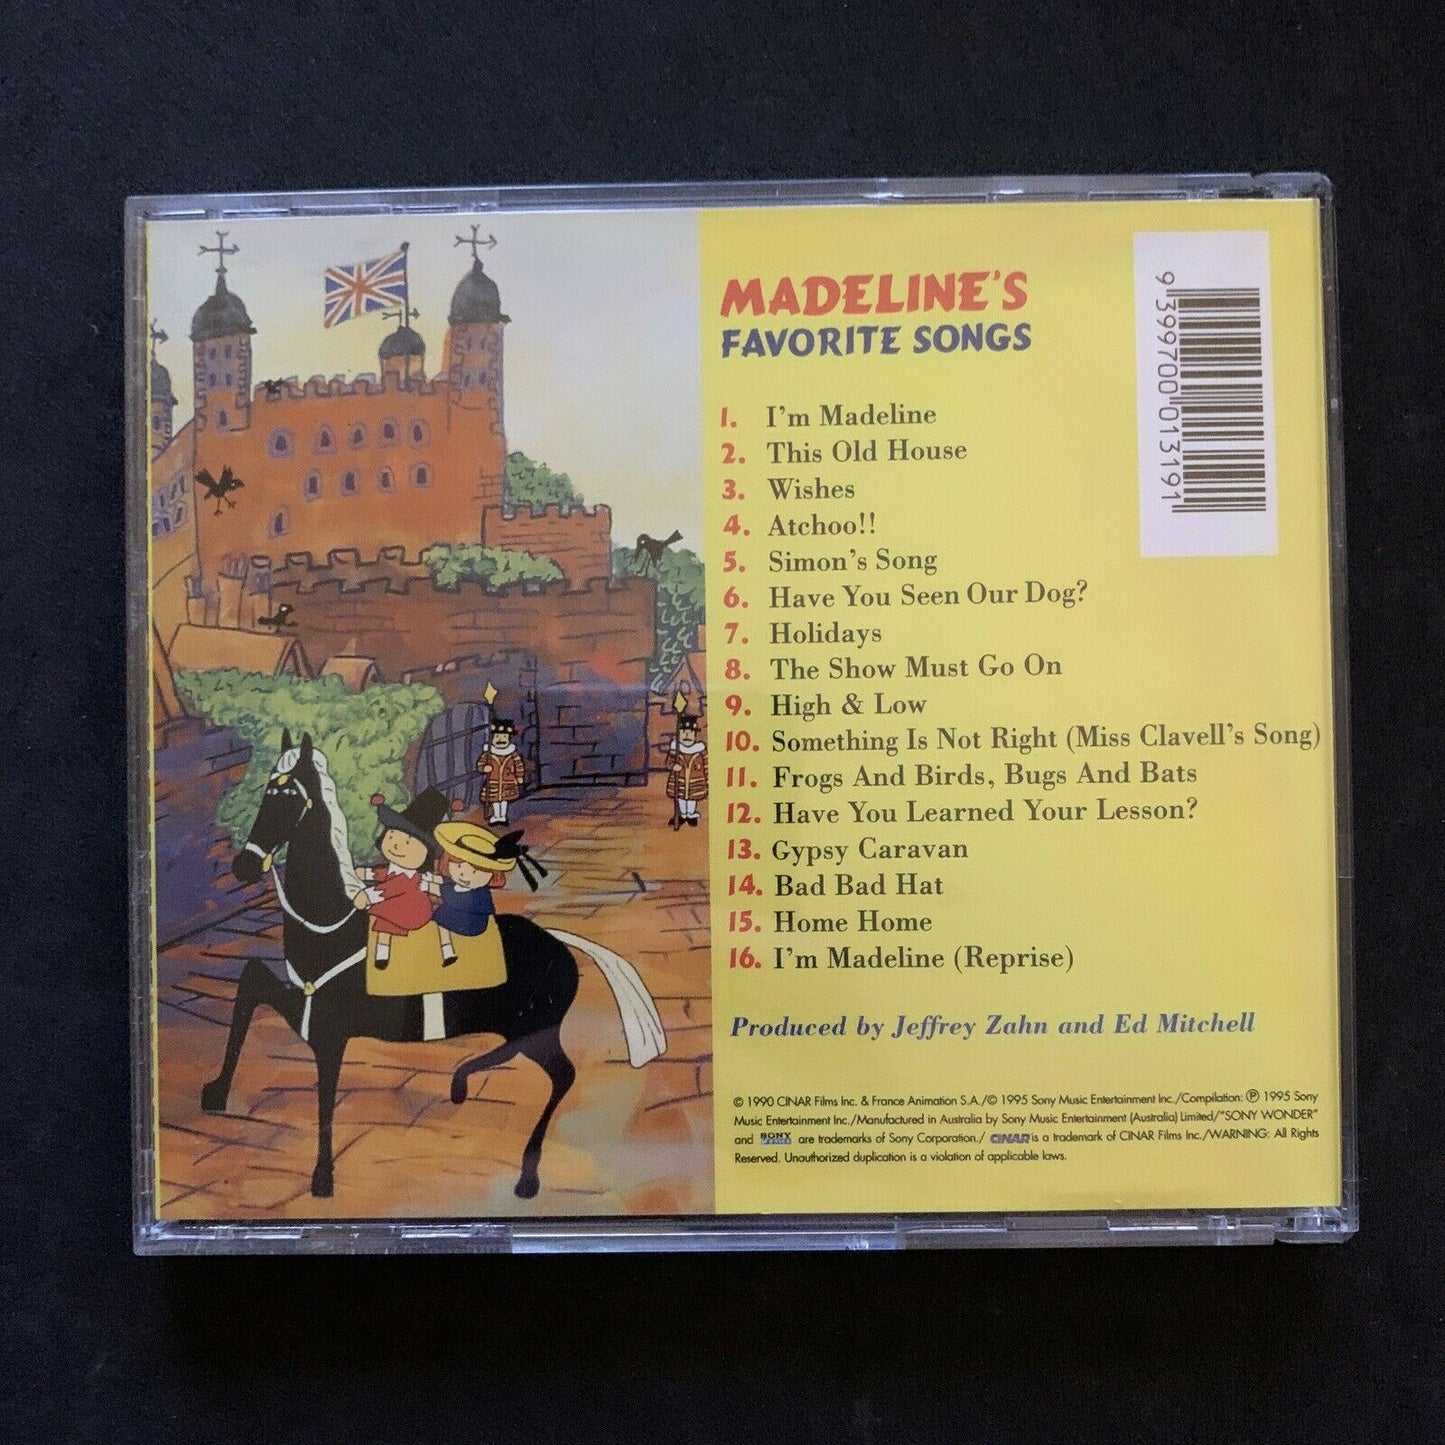 MADELINE'S
FAVORITE SONGS
1. I'm Madeline
2. This Old House
3. Wishes
4. Atchoo!!
5. Simon's Song
6. Have You Seen Our Dog?
7. Holidays
8. The Show Must Go On
9. High & Low
10. Something Is Not Right (Miss Clavell's Song)
11. Frogs And Birds, Bugs And Bats
12. Have You Learned Your Lesson?
13. Gypsy Caravan
14. Bad Bad Hat
15. Home Home
16. I'm Madeline (Reprise)
Produced by Jeffrey Zahn and Ed Mitchell
© 1990 CINAR Films Inc. & France Animation S.A./© 1995 Sony Music Entertainment Inc./Compilation: ℗ 1995 Sony
Music Entertainment Inc./Manufactured in Australia by Sony Music Entertainment (Australia) Limited/"SONY WONDER"
and SONY WONDER are trademarks of Sony Corporation./ CINAR is a trademark of CINAR Films Inc./WARNING: All Rights
Reserved. Unauthorized duplication is a violation of applicable laws.
9 399700 013191